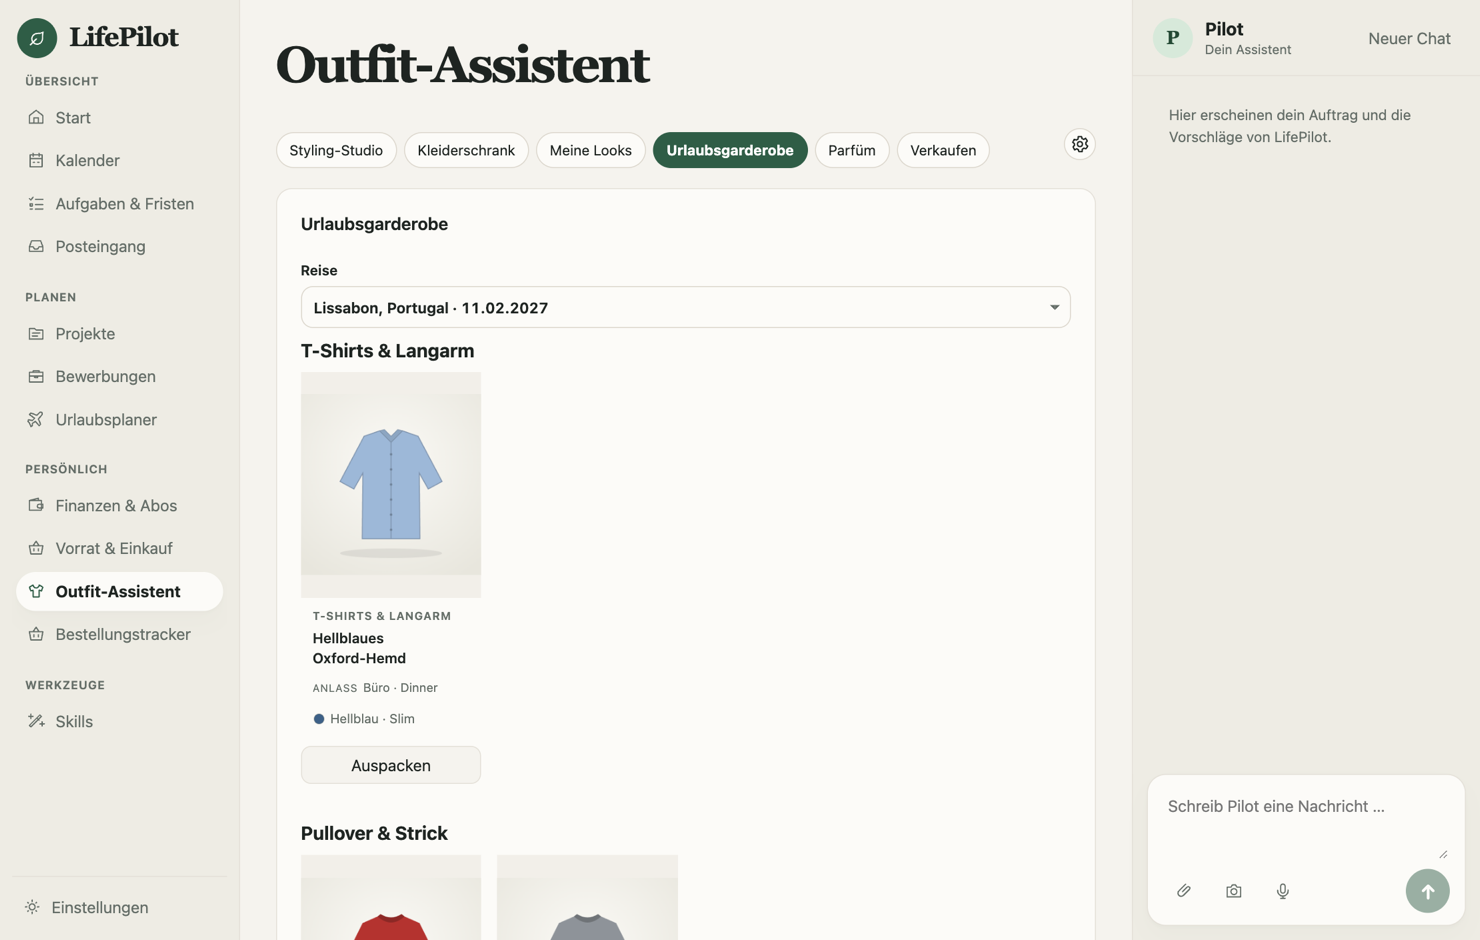 LifePilot
ÜBERSICHT
Start
Kalender
Aufgaben & Fristen
Posteingang
PLANEN
Projekte
Bewerbungen
Urlaubsplaner
PERSÖNLICH
Finanzen & Abos
Vorrat & Einkauf
Outfit-Assistent
Bestellungstracker
WERKZEUGE
Skills
Einstellungen
Outfit-Assistent
Styling-Studio
Kleiderschrank
Meine Looks
Urlaubsgarderobe
Parfüm
Verkaufen
Urlaubsgarderobe
Reise
Lissabon, Portugal · 11.02.2027
T-Shirts & Langarm
T-SHIRTS & LANGARM
Hellblaues
Oxford-Hemd
ANLASS Büro · Dinner
Hellblau · Slim
Auspacken
Pullover & Strick
P
Pilot
Dein Assistent
Neuer Chat
Hier erscheinen dein Auftrag und die
Vorschläge von LifePilot.
Schreib Pilot eine Nachricht ...